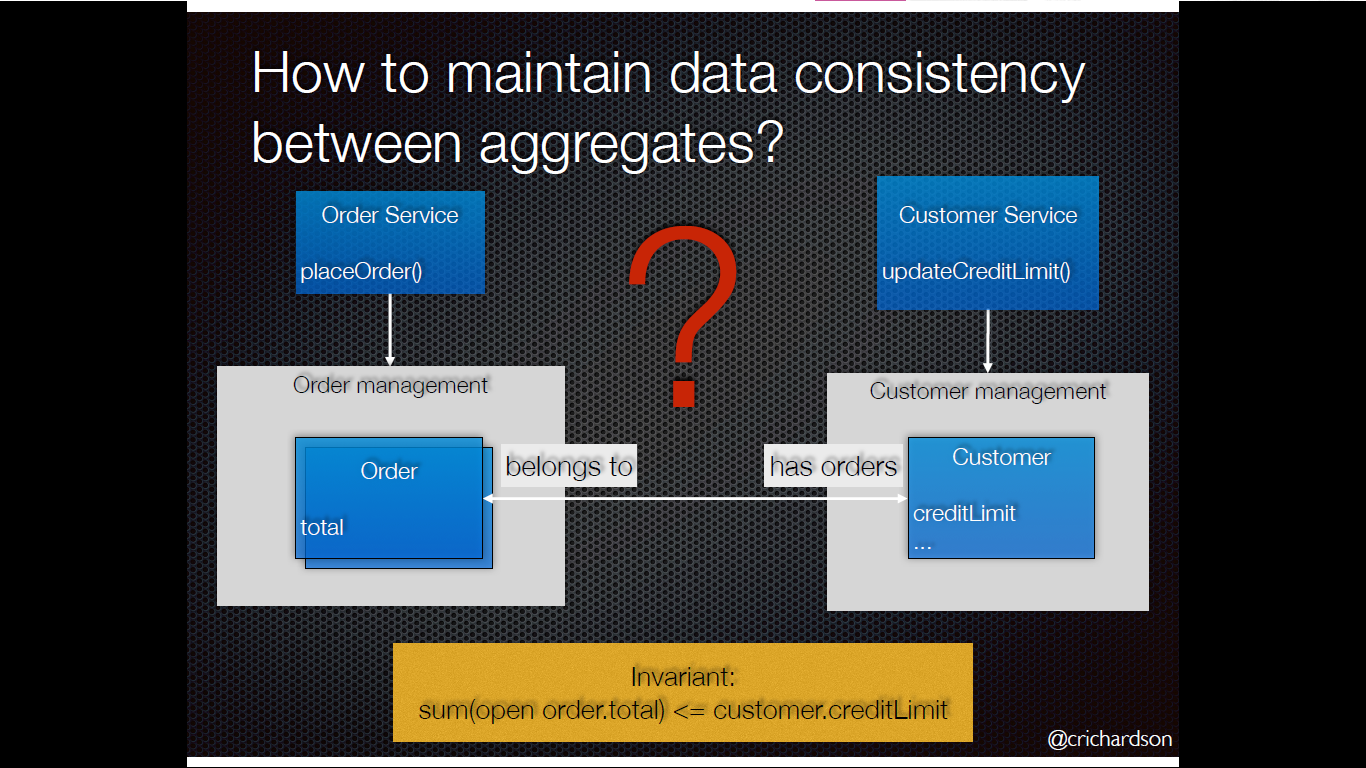 How to maintain data consistency
between aggregates?
Order Service
placeOrder()
Customer Service
updateCreditLimit()
?
Order management
Order
total
belongs to
has orders
Customer management
Customer
creditLimit
...
Invariant:
sum(open order.total) <= customer.creditLimit
@crichardson